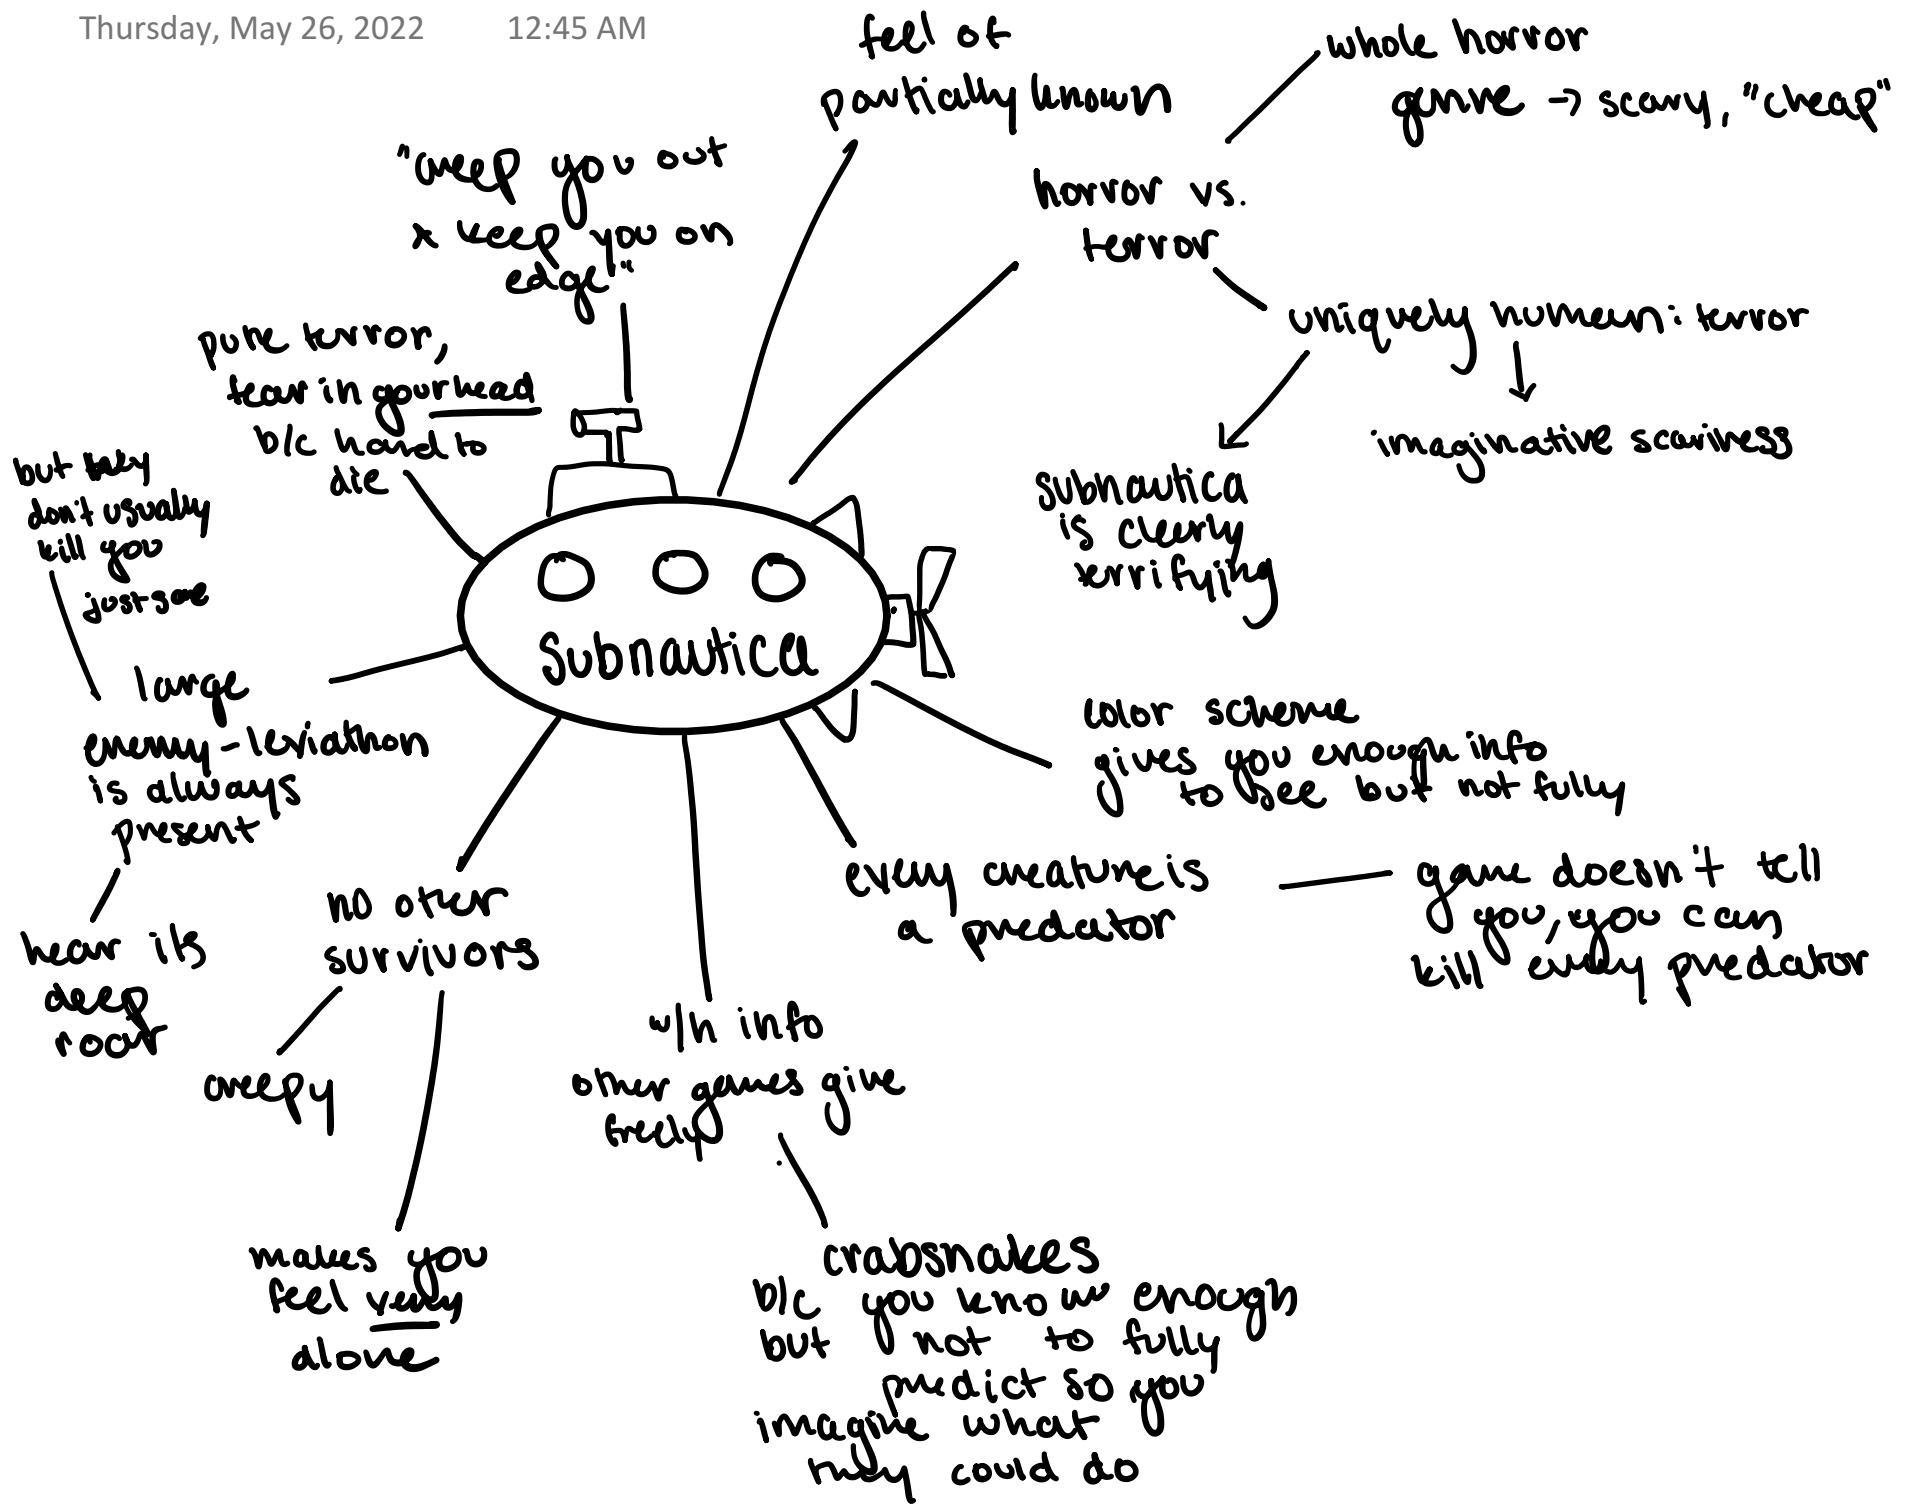 Thursday, May 26, 2022 12:45 AM
feel of
partially known
whole horror
genre → scary, "cheap"
"creep you out
& keep you on
edge"
horror vs.
terror
uniquely human: terror
imaginative scariness
subnautica
is clearly
terrifying
pure terror,
fear in your head
b/c hard to
die
but they
don't usually
kill you
just
large
enemy - leviathon
is always
present
hear its
deep
roar
Subnautica
color scheme
gives you enough info
to see but not fully
every creature is
a predator
game doesn't tell
you, you can
kill every predator
no other
survivors
creepy
makes you
feel very
alone
w/h info
other games give
freely
crabsnakes
b/c you know enough
but not to fully
predict so you
imagine what
they could do